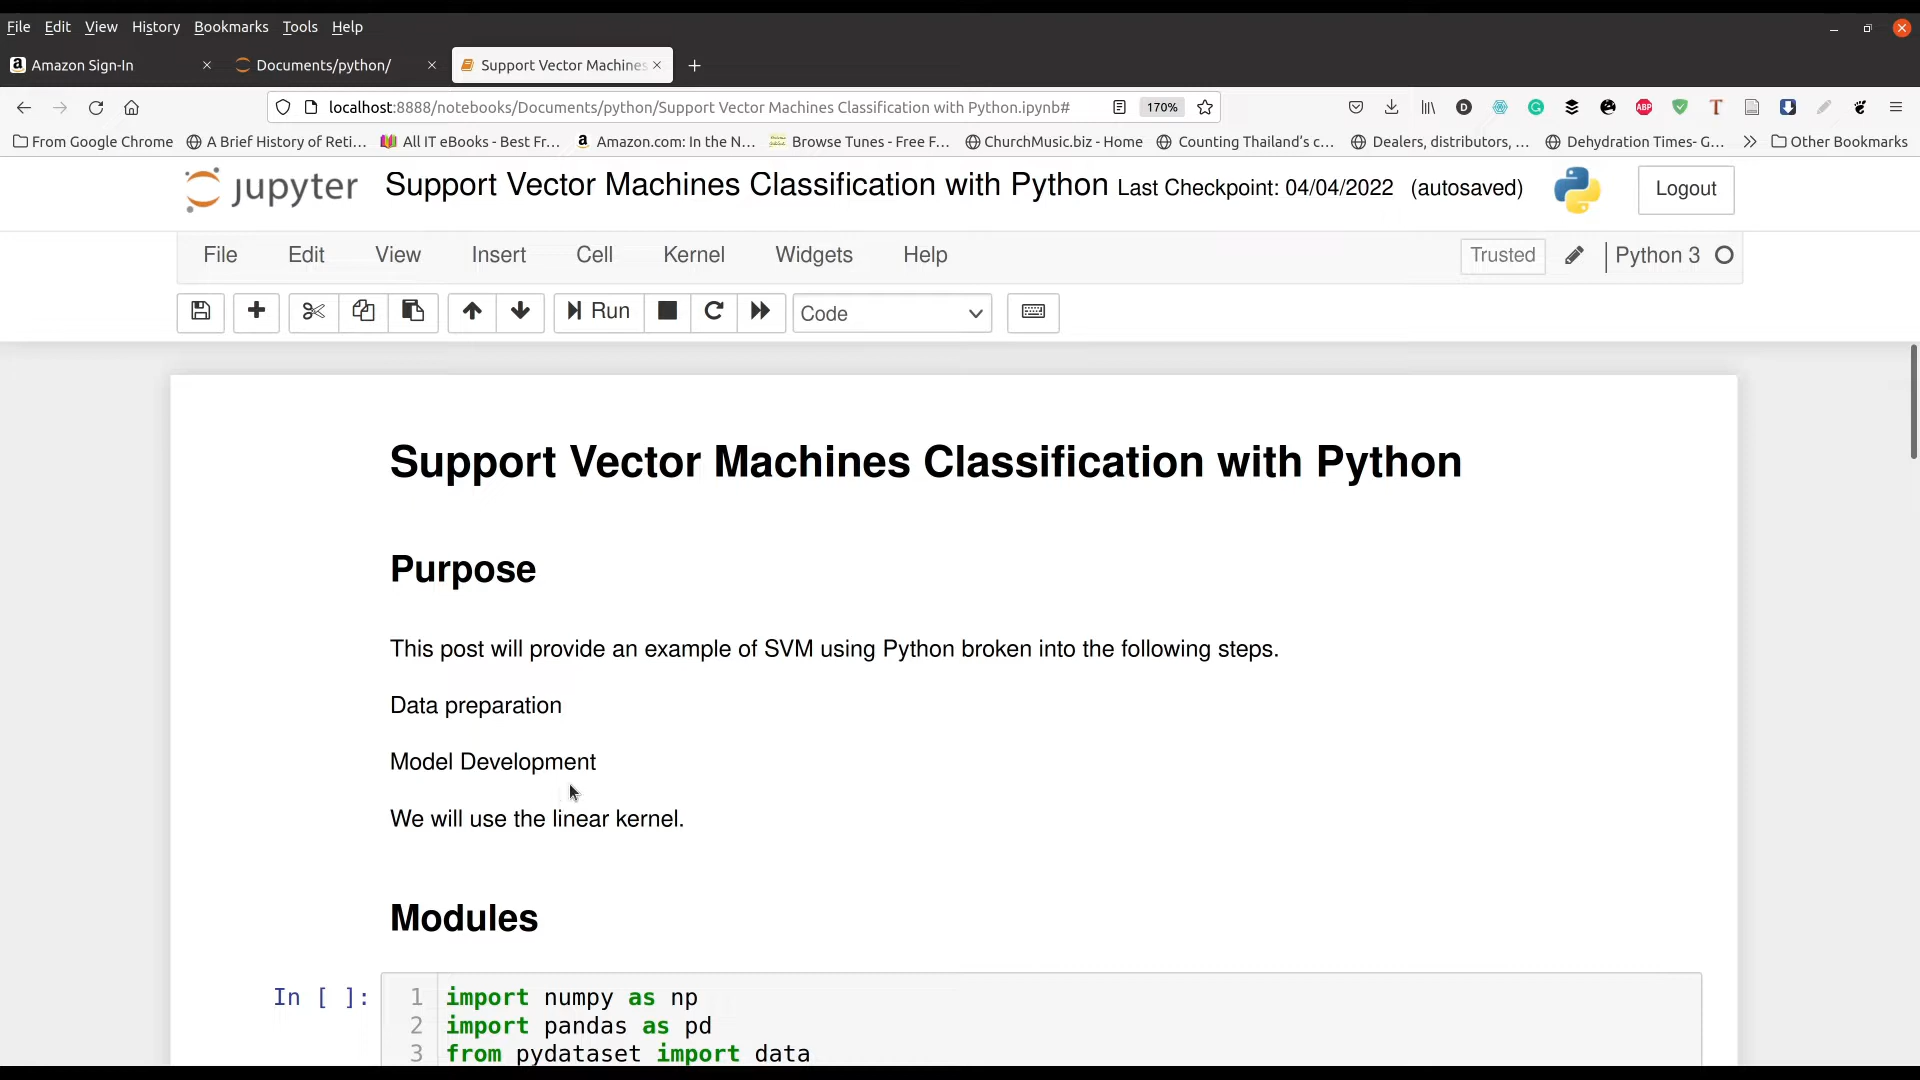 File Edit View History Bookmarks Tools Help
Amazon Sign-In Documents/python/ Support Vector Machines
localhost:8888/notebooks/Documents/python/Support Vector Machines Classification with Python.ipynb# 170%
From Google Chrome A Brief History of Reti... All IT eBooks - Best Fr... Amazon.com: In the N... Browse Tunes - Free F... ChurchMusic.biz - Home Counting Thailand's c... Dealers, distributors, ... Dehydration Times- G... Other Bookmarks
jupyter Support Vector Machines Classification with Python Last Checkpoint: 04/04/2022 (autosaved) Logout
File Edit View Insert Cell Kernel Widgets Help Trusted Python 3
Run Code
Support Vector Machines Classification with Python
Purpose
This post will provide an example of SVM using Python broken into the following steps.
Data preparation
Model Development
We will use the linear kernel.
Modules
In [ ]: 1 import numpy as np
2 import pandas as pd
3 from pydataset import data